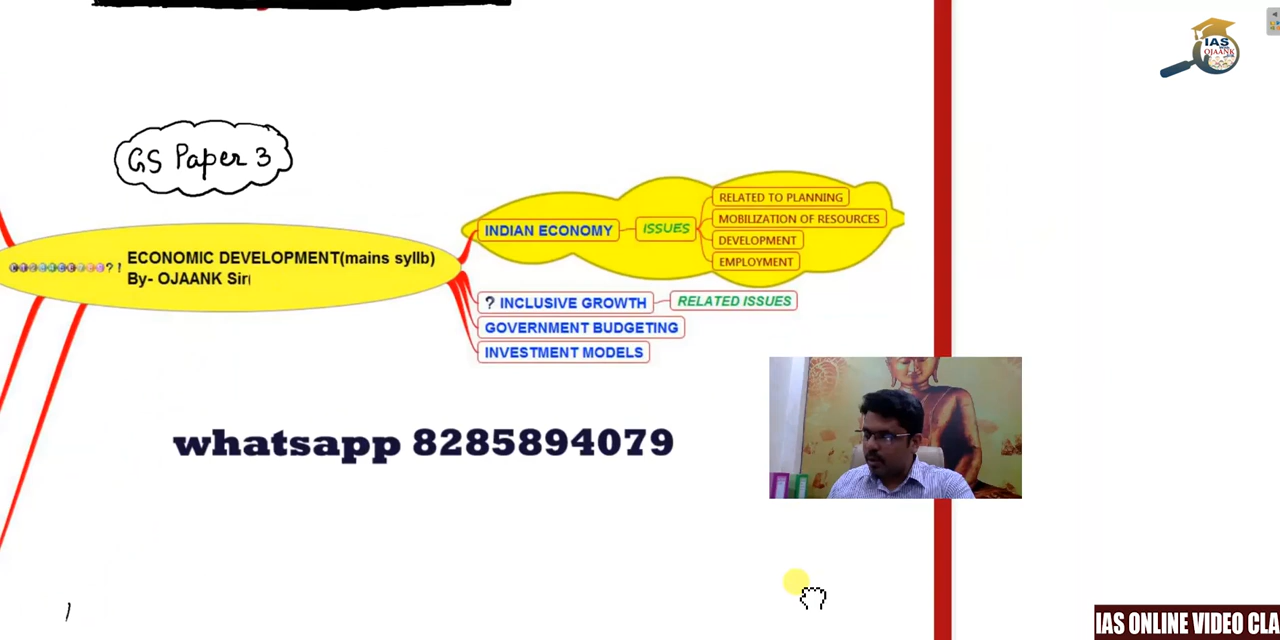 IAS
OJAANK
GS Paper 3
RELATED TO PLANNING
INDIAN ECONOMY
ISSUES
MOBILIZATION OF RESOURCES
DEVELOPMENT
EMPLOYMENT
ECONOMIC DEVELOPMENT(mains syllb)
By- OJAANK Sir(
? INCLUSIVE GROWTH
RELATED ISSUES
GOVERNMENT BUDGETING
INVESTMENT MODELS
whatsapp 8285894079
IAS ONLINE VIDEO CLA